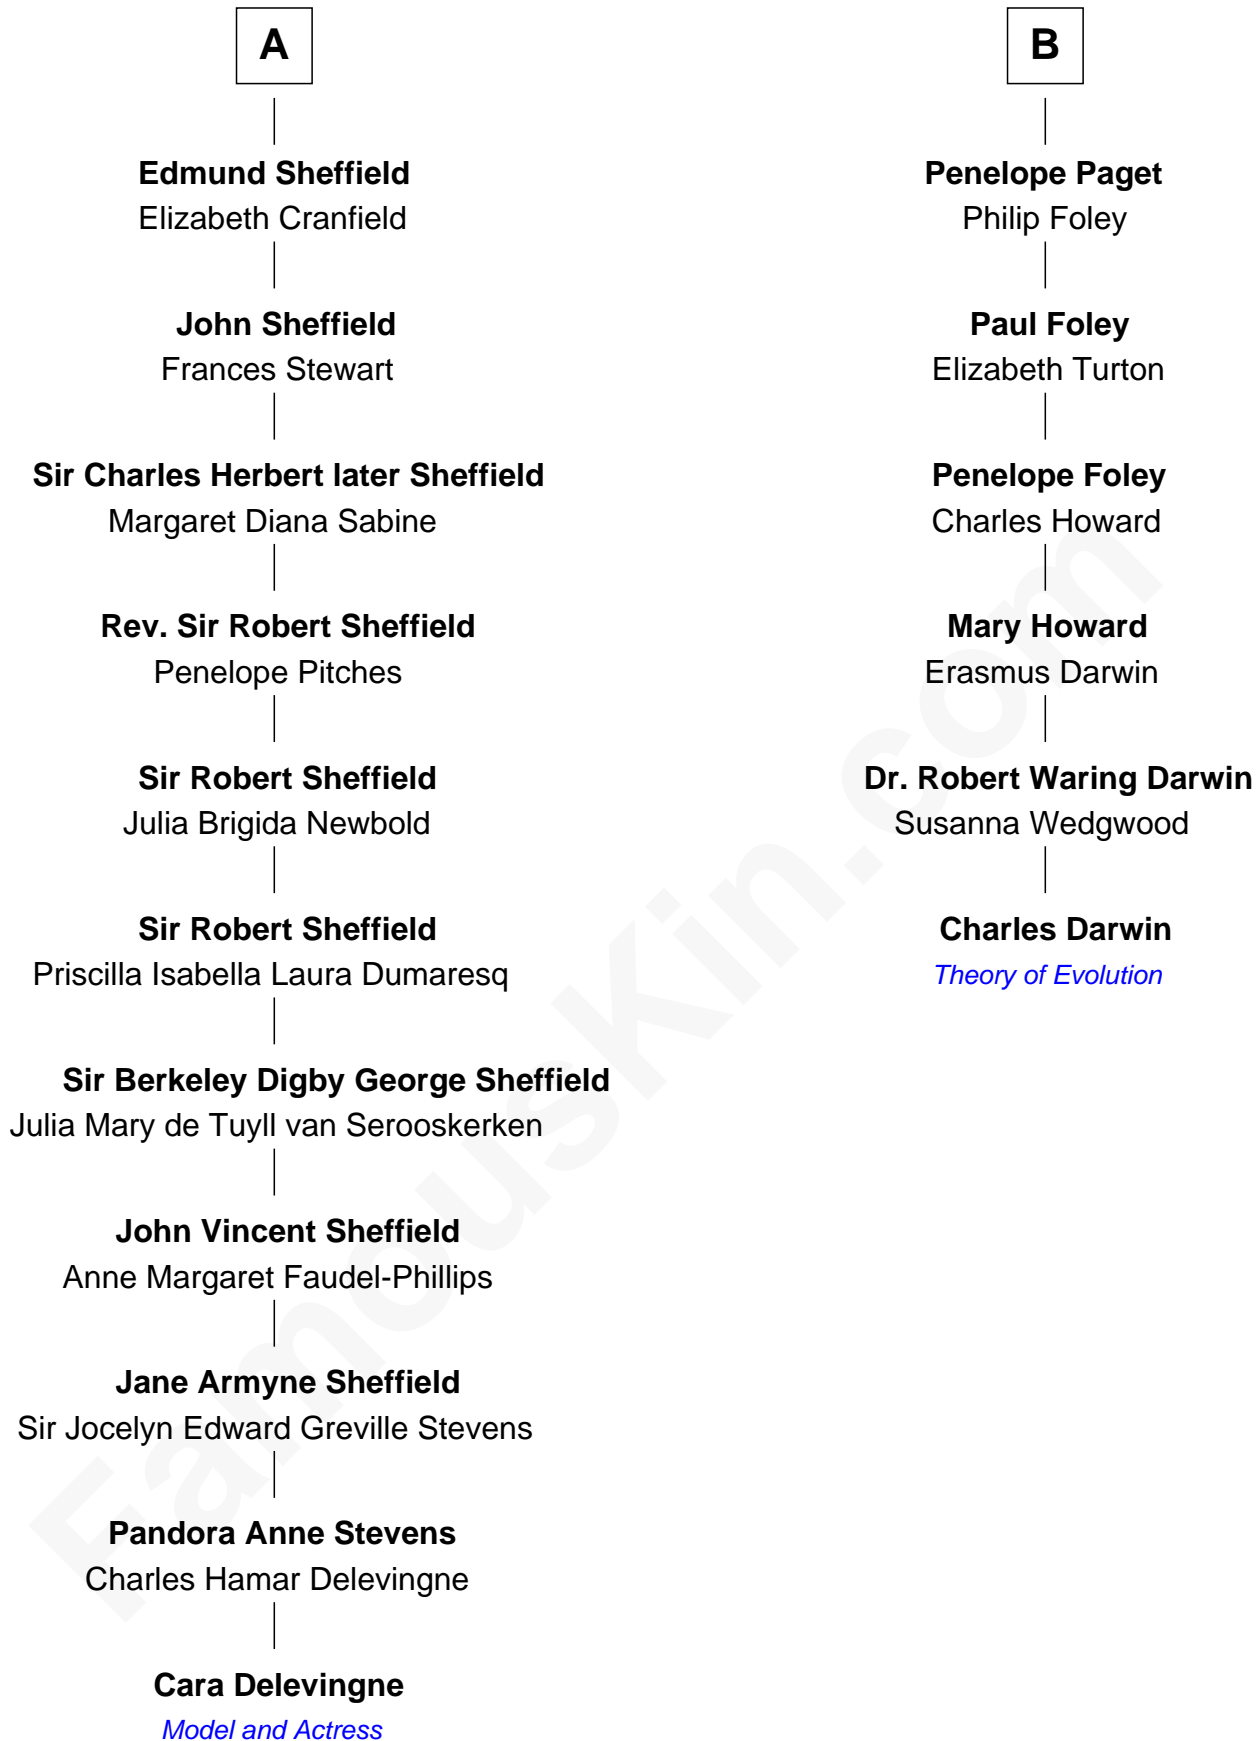 A
Edmund Sheffield
Elizabeth Cranfield
John Sheffield
Frances Stewart
Sir Charles Herbert later Sheffield
Margaret Diana Sabine
Rev. Sir Robert Sheffield
Penelope Pitches
Sir Robert Sheffield
Julia Brigida Newbold
Sir Robert Sheffield
Priscilla Isabella Laura Dumaresq
Sir Berkeley Digby George Sheffield
Julia Mary de Tuyll van Serooskerken
John Vincent Sheffield
Anne Margaret Faudel-Phillips
Jane Armyne Sheffield
Sir Jocelyn Edward Greville Stevens
Pandora Anne Stevens
Charles Hamar Delevingne
Cara Delevingne
Model and Actress
B
Penelope Paget
Philip Foley
Paul Foley
Elizabeth Turton
Penelope Foley
Charles Howard
Mary Howard
Erasmus Darwin
Dr. Robert Waring Darwin
Susanna Wedgwood
Charles Darwin
Theory of Evolution
FamousKin.com